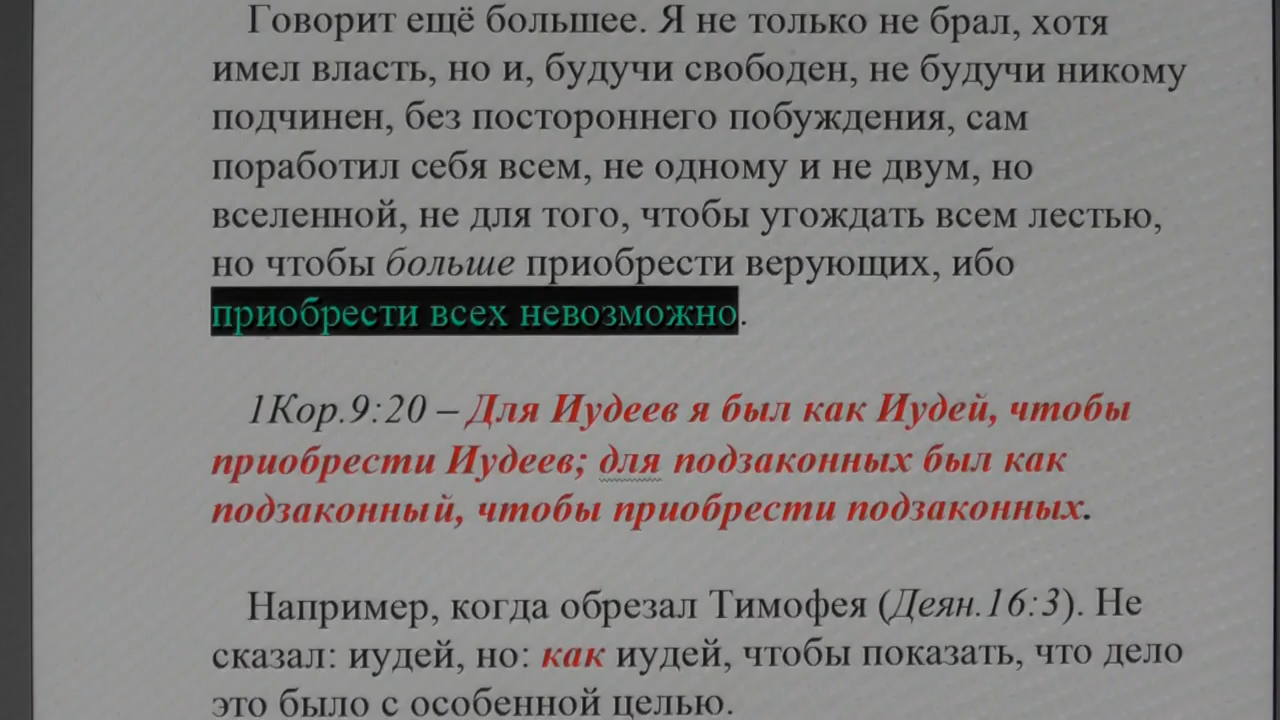 Говорит ещё большее. Я не только не брал, хотя
имел власть, но и, будучи свободен, не будучи никому
подчинен, без постороннего побуждения, сам
поработил себя всем, не одному и не двум, но
вселенной, не для того, чтобы угождать всем лестью,
но чтобы больше приобрести верующих, ибо
приобрести всех невозможно.
1Кор.9:20 – Для Иудеев я был как Иудей, чтобы
приобрести Иудеев; для подзаконных был как
подзаконный, чтобы приобрести подзаконных.
Например, когда обрезал Тимофея (Деян.16:3). Не
сказал: иудей, но: как иудей, чтобы показать, что дело
это было с особенной целью.